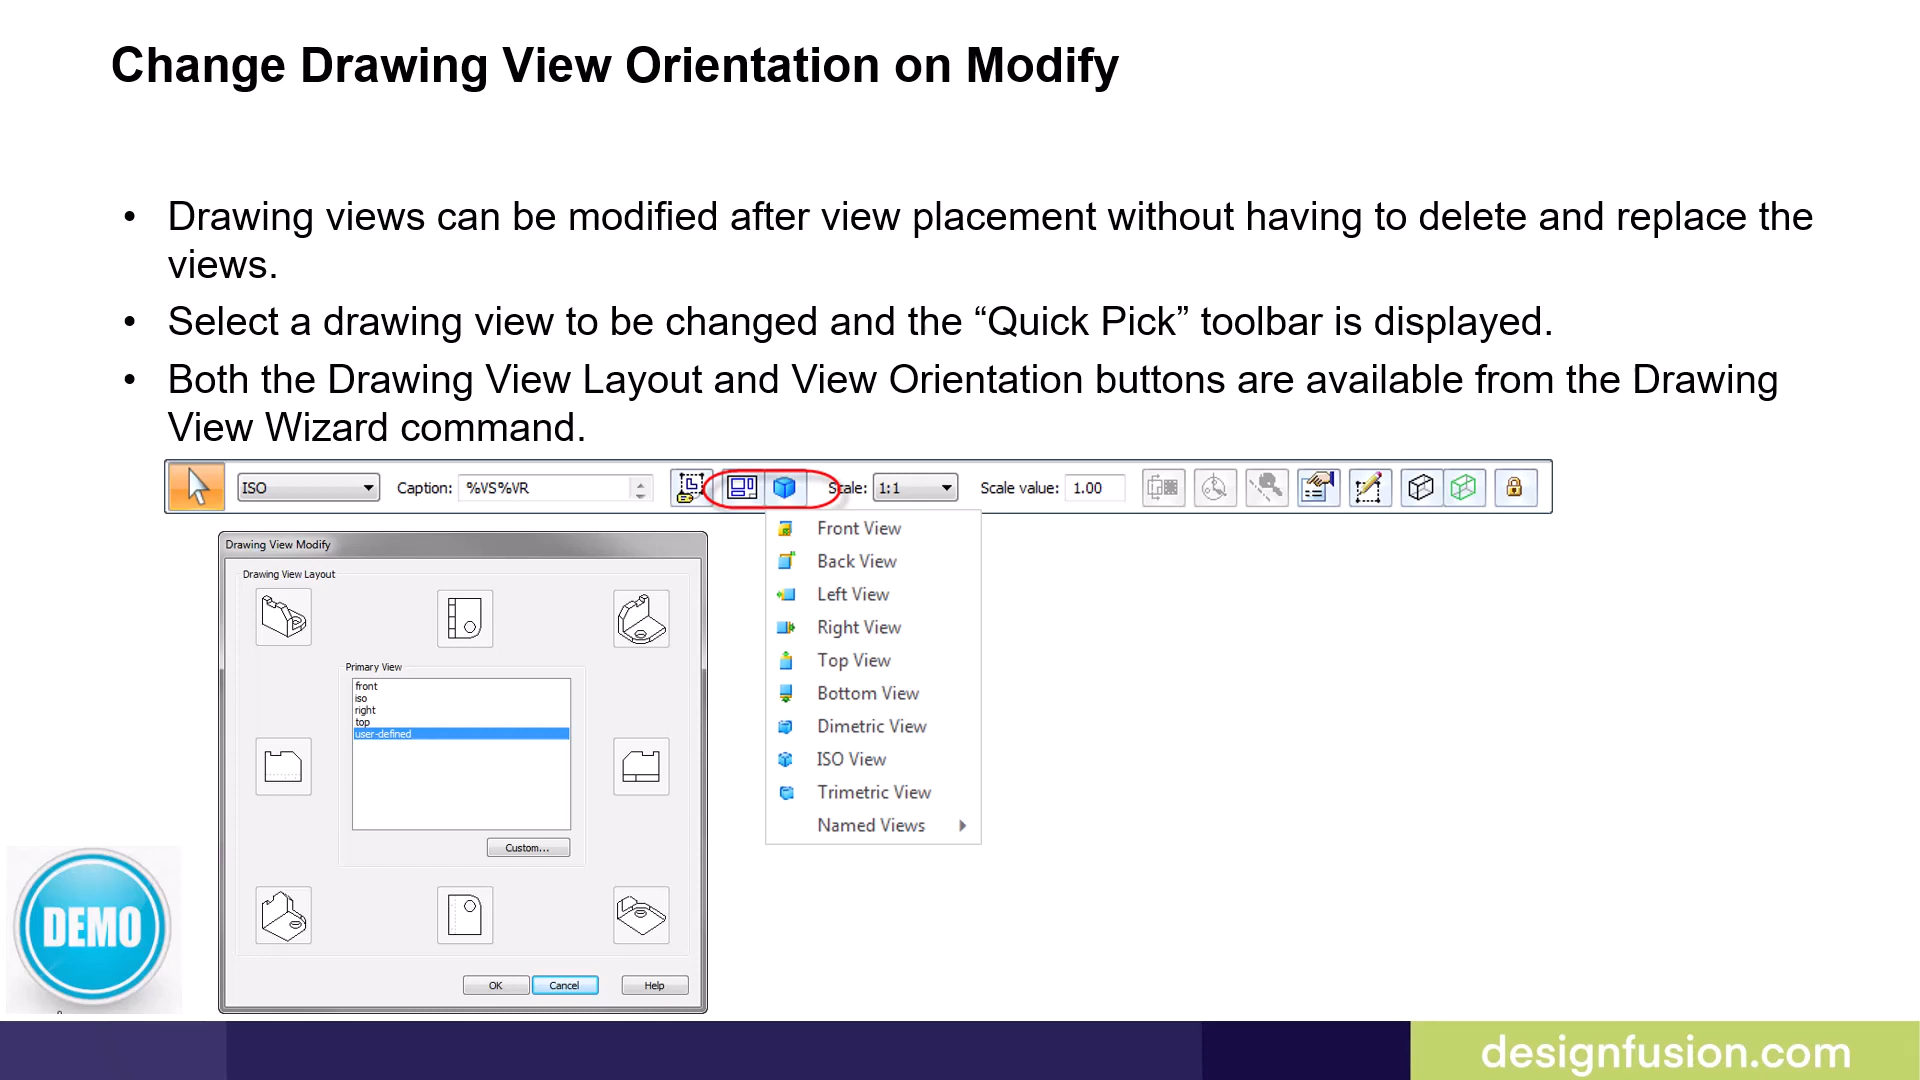 Change Drawing View Orientation on Modify
• Drawing views can be modified after view placement without having to delete and replace the
views.
• Select a drawing view to be changed and the “Quick Pick” toolbar is displayed.
• Both the Drawing View Layout and View Orientation buttons are available from the Drawing
View Wizard command.
ISO Caption: %VS%VR Scale: 1:1 Scale value: 1.00
Front View
Back View
Left View
Right View
Top View
Bottom View
Dimetric View
ISO View
Trimetric View
Named Views
Drawing View Modify
Drawing View Layout
Primary View
front
iso
right
top
user-defined
Custom...
OK Cancel Help
DEMO
designfusion.com